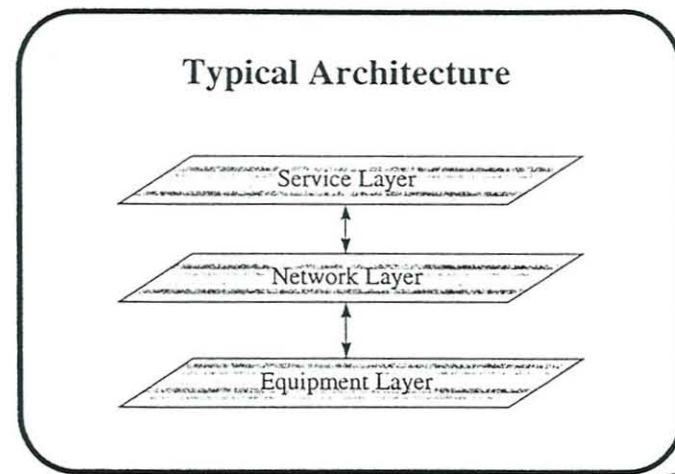 Typical Architecture
Service Layer
Network Layer
Equipment Layer